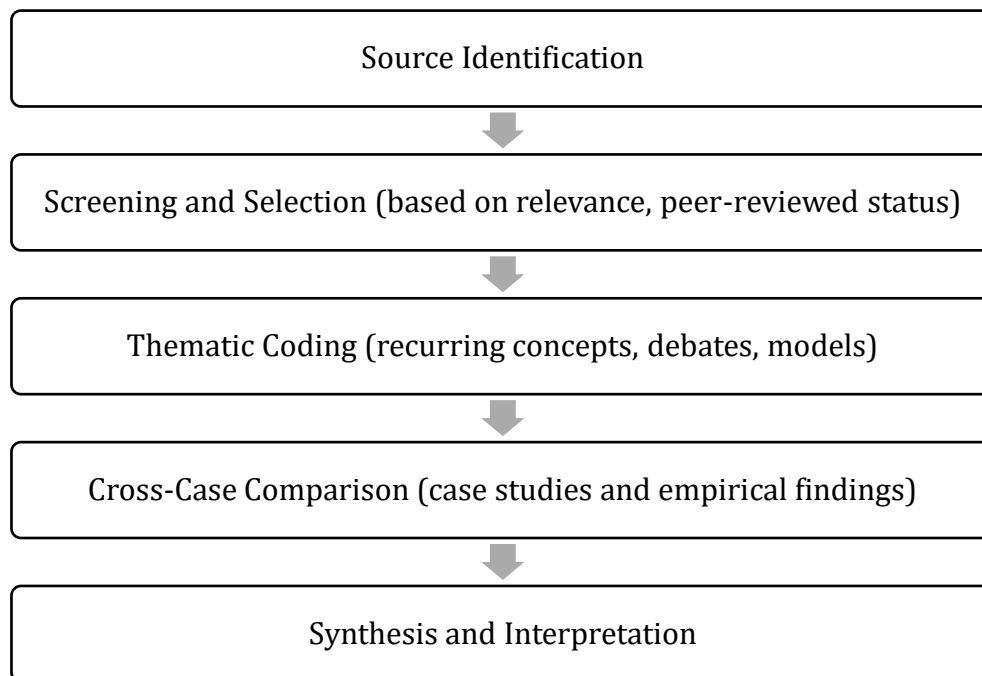 Source Identification
Screening and Selection (based on relevance, peer-reviewed status)
Thematic Coding (recurring concepts, debates, models)
Cross-Case Comparison (case studies and empirical findings)
Synthesis and Interpretation